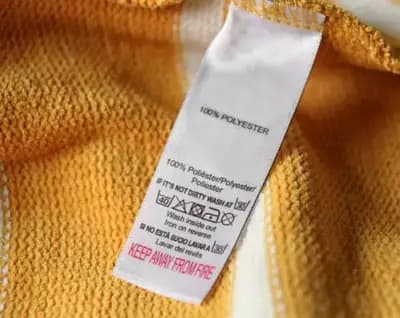 100% POLYESTER
100% Poliéster/Polyester/
Poliester
IF IT'S NOT DIRTY WASH AT 30
40
Wash inside out
Iron on reverse
SI NO ESTÁ SUCIO LAVAR A 30
Lavar del revés
KEEP AWAY FROM FIRE